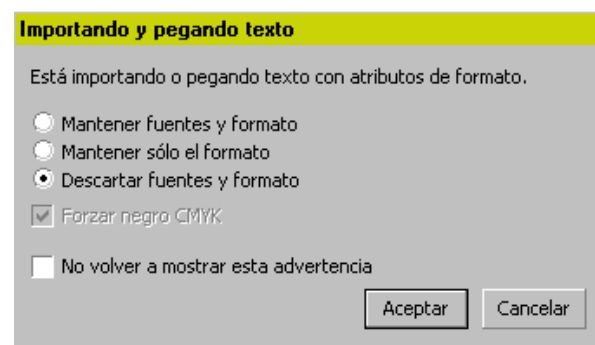 Importando y pegando texto
Está importando o pegando texto con atributos de formato.
Mantener fuentes y formato
Mantener sólo el formato
Descartar fuentes y formato
Forzar negro CMYK
No volver a mostrar esta advertencia
Aceptar Cancelar